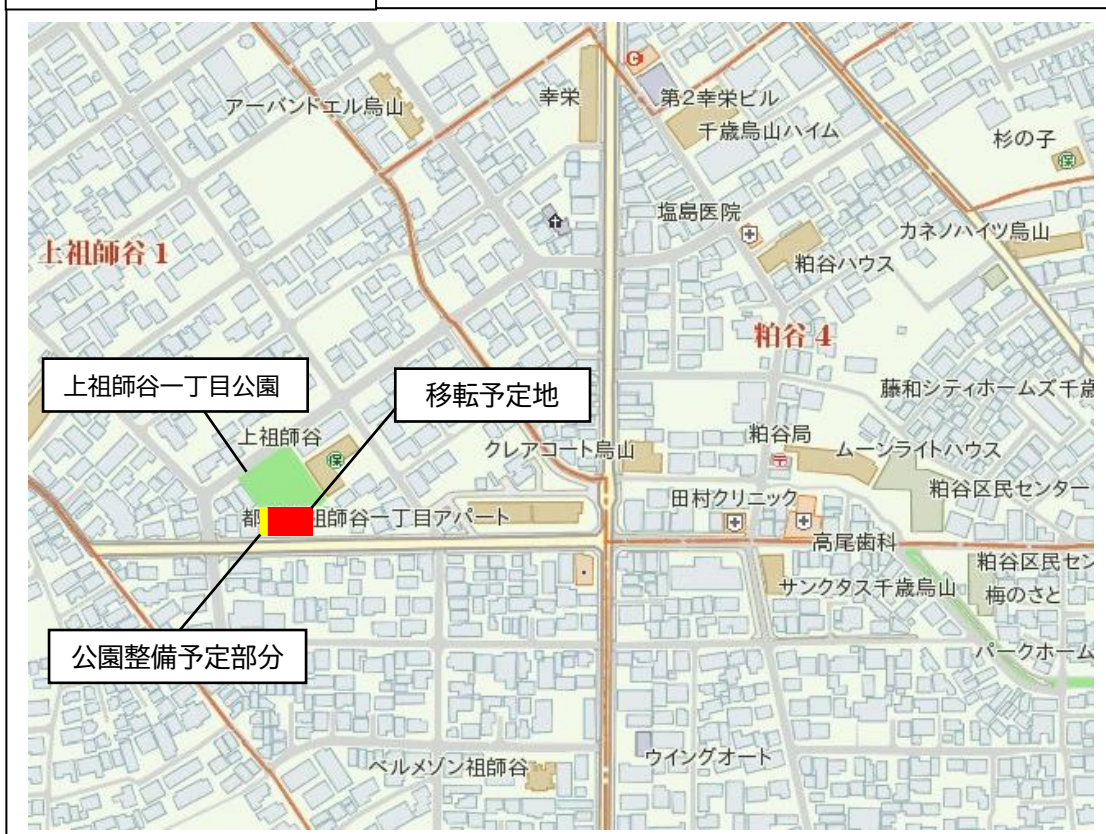 アーバンドエル烏山
幸栄
第2幸栄ビル
千歳烏山ハイム
杉の子
保
塩島医院
カネノハイツ烏山
上祖師谷 1
粕谷ハウス
粕谷 4
上祖師谷一丁目公園
移転予定地
藤和シティホームズ千歳
上祖師谷
保
クレアコート烏山
粕谷局
ムーンライトハウス
粕谷区民センター
田村クリニック
都
祖師谷一丁目アパート
高尾歯科
粕谷区民セン
サンクタス千歳烏山
梅のさと
公園整備予定部分
パークホーム
ウイングオート
ベルメゾン祖師谷